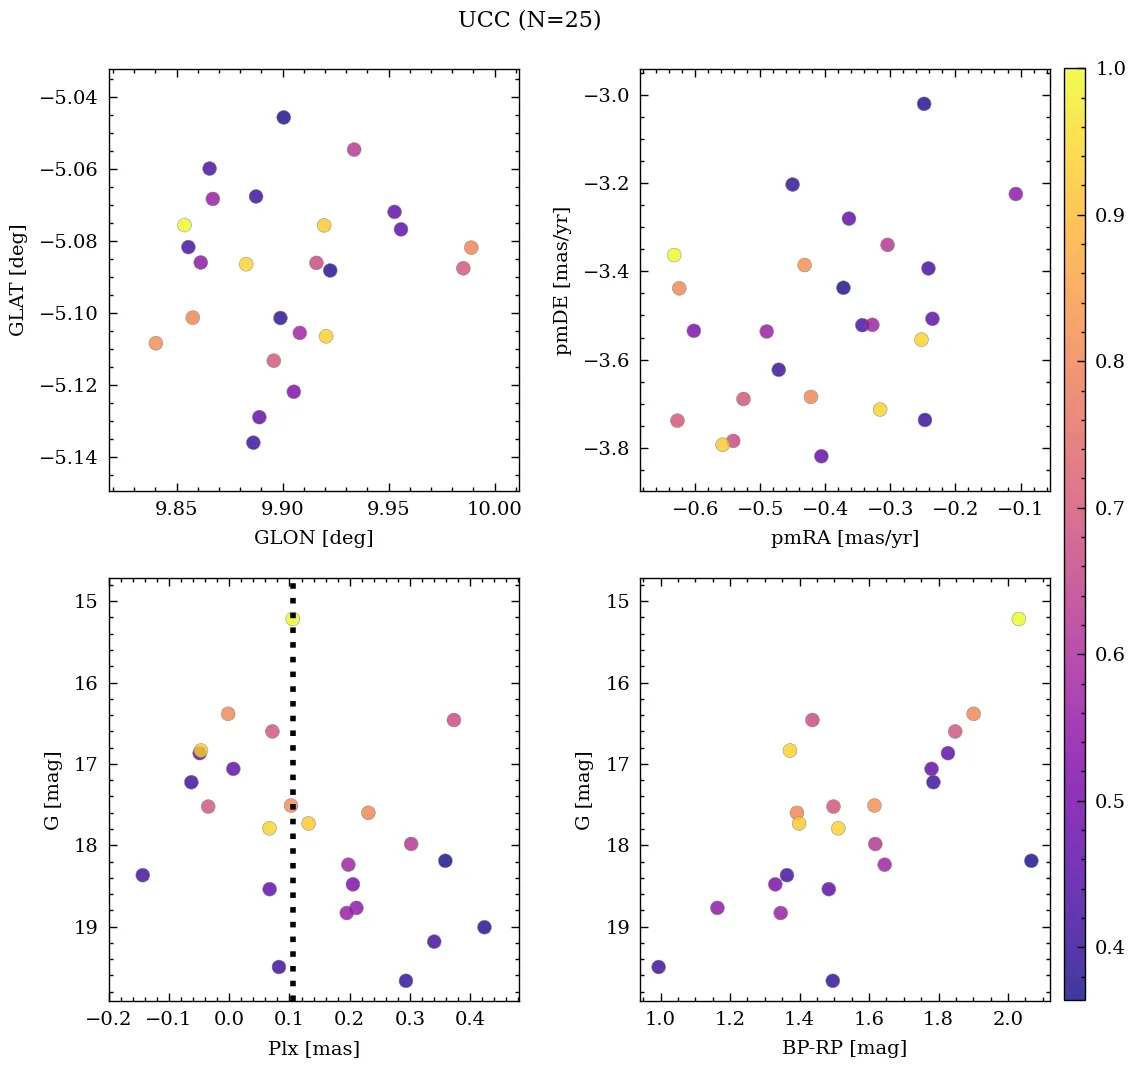 UCC (N=25)
−5.04
−5.06
−5.08
−5.10
−5.12
−5.14
GLAT [deg]
9.85 9.90 9.95 10.00
GLON [deg]
−3.0
−3.2
−3.4
−3.6
−3.8
pmDE [mas/yr]
−0.6 −0.5 −0.4 −0.3 −0.2 −0.1
pmRA [mas/yr]
15
16
17
18
19
G [mag]
−0.2 −0.1 0.0 0.1 0.2 0.3 0.4
Plx [mas]
15
16
17
18
19
G [mag]
1.0 1.2 1.4 1.6 1.8 2.0
BP-RP [mag]
1.0
0.9
0.8
0.7
0.6
0.5
0.4